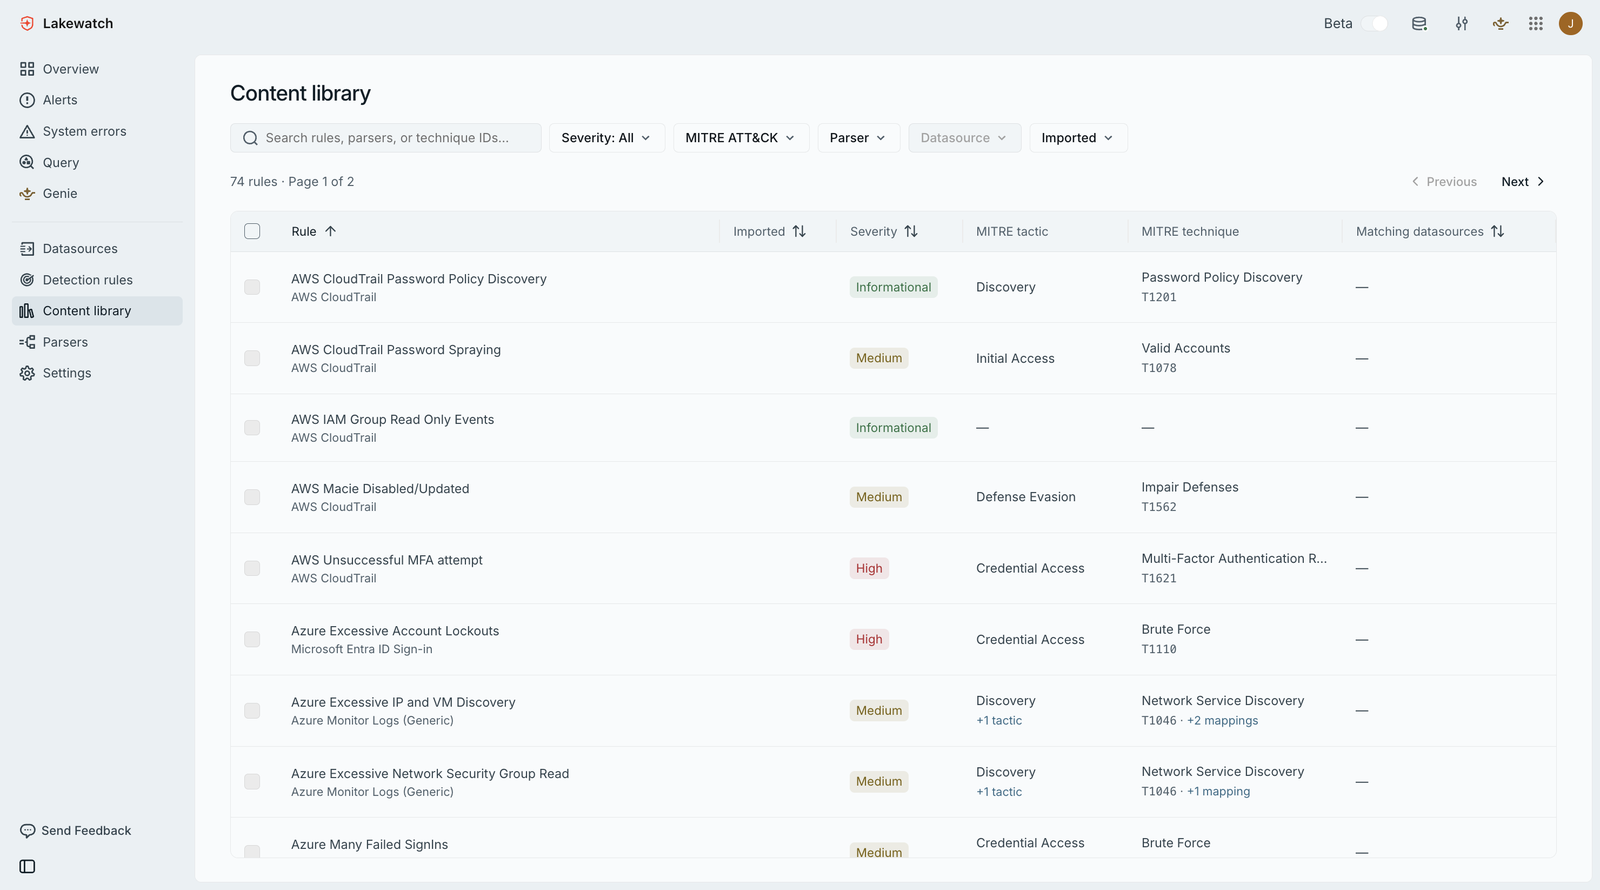 Lakewatch
Beta
J
Overview
Alerts
System errors
Query
Genie
Datasources
Detection rules
Content library
Parsers
Settings
Send Feedback
Content library
Search rules, parsers, or technique IDs...
Severity: All
MITRE ATT&CK
Parser
Datasource
Imported
74 rules · Page 1 of 2
Previous
Next
Rule
Imported
Severity
MITRE tactic
MITRE technique
Matching datasources
AWS CloudTrail Password Policy Discovery
AWS CloudTrail
Informational
Discovery
Password Policy Discovery
T1201
—
AWS CloudTrail Password Spraying
AWS CloudTrail
Medium
Initial Access
Valid Accounts
T1078
—
AWS IAM Group Read Only Events
AWS CloudTrail
Informational
—
—
—
AWS Macie Disabled/Updated
AWS CloudTrail
Medium
Defense Evasion
Impair Defenses
T1562
—
AWS Unsuccessful MFA attempt
AWS CloudTrail
High
Credential Access
Multi-Factor Authentication R...
T1621
—
Azure Excessive Account Lockouts
Microsoft Entra ID Sign-in
High
Credential Access
Brute Force
T1110
—
Azure Excessive IP and VM Discovery
Azure Monitor Logs (Generic)
Medium
Discovery
+1 tactic
Network Service Discovery
T1046 · +2 mappings
—
Azure Excessive Network Security Group Read
Azure Monitor Logs (Generic)
Medium
Discovery
+1 tactic
Network Service Discovery
T1046 · +1 mapping
—
Azure Many Failed SignIns
Medium
Credential Access
Brute Force
—